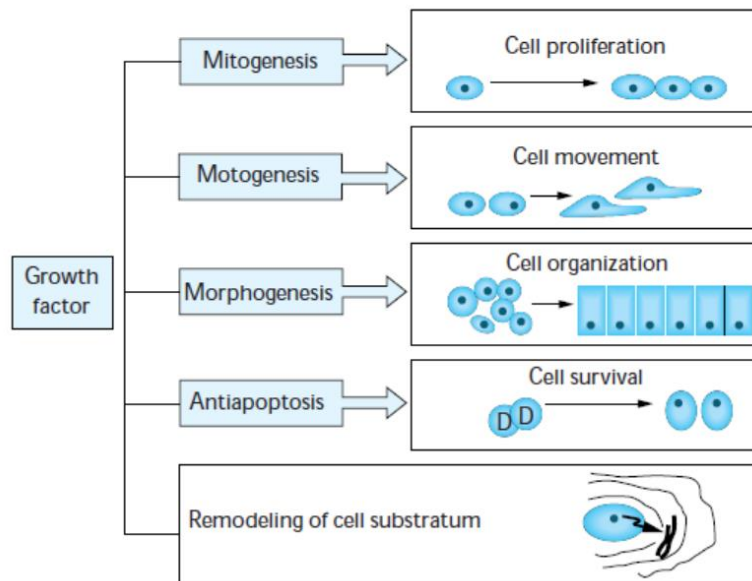 Mitogenesis
Cell proliferation
Motogenesis
Cell movement
Growth
factor
Morphogenesis
Cell organization
Antiapoptosis
Cell survival
D D
Remodeling of cell substratum